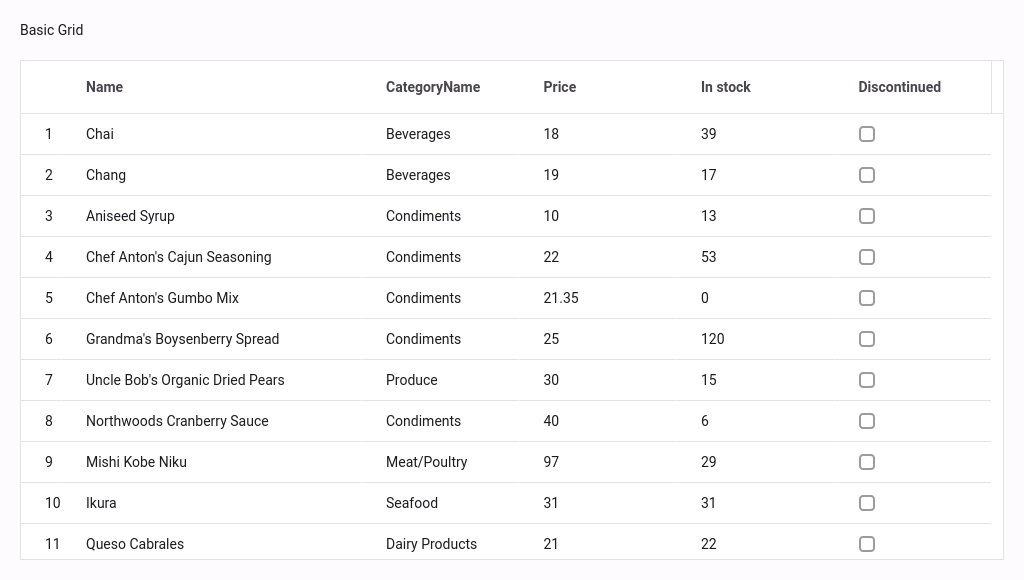 Basic Grid
Name CategoryName Price In stock Discontinued
1 Chai Beverages 18 39
2 Chang Beverages 19 17
3 Aniseed Syrup Condiments 10 13
4 Chef Anton's Cajun Seasoning Condiments 22 53
5 Chef Anton's Gumbo Mix Condiments 21.35 0
6 Grandma's Boysenberry Spread Condiments 25 120
7 Uncle Bob's Organic Dried Pears Produce 30 15
8 Northwoods Cranberry Sauce Condiments 40 6
9 Mishi Kobe Niku Meat/Poultry 97 29
10 Ikura Seafood 31 31
11 Queso Cabrales Dairy Products 21 22